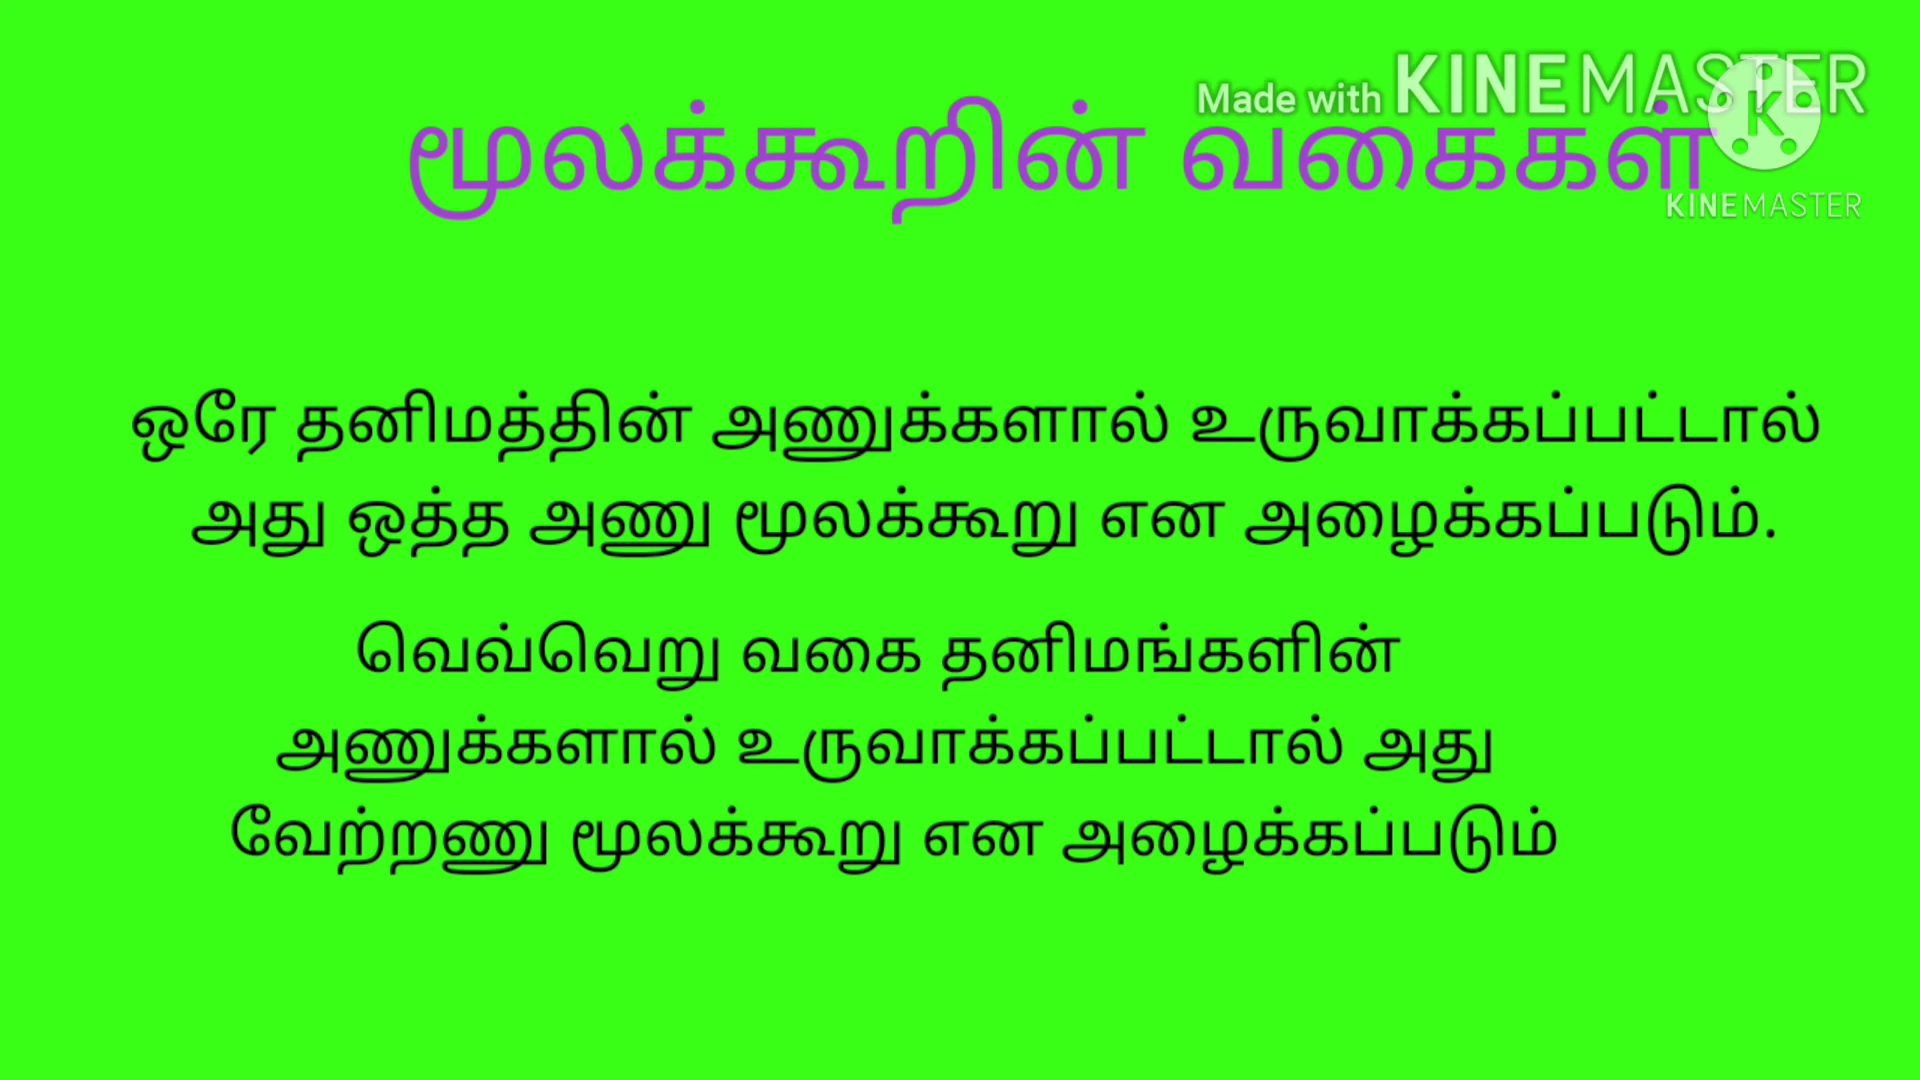 Made with KINEMASTER
மூலக்கூறின் வகைகள்
K
KINEMASTER
ஒரே தனிமத்தின் அணுக்களால் உருவாக்கப்பட்டால்
அது ஒத்த அணு மூலக்கூறு என அழைக்கப்படும்.
வெவ்வெறு வகை தனிமங்களின்
அணுக்களால் உருவாக்கப்பட்டால் அது
வேற்றணு மூலக்கூறு என அழைக்கப்படும்